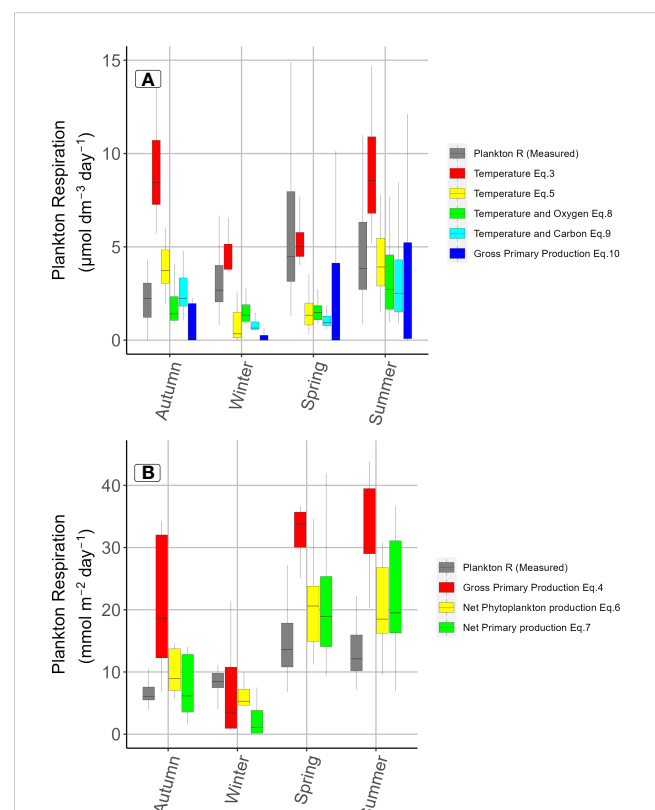 A
15
10
5
0
Plankton Respiration
(μmol dm⁻³ day⁻¹)
Autumn
Winter
Spring
Summer
Plankton R (Measured)
Temperature Eq.3
Temperature Eq.5
Temperature and Oxygen Eq.8
Temperature and Carbon Eq.9
Gross Primary Production Eq.10
B
40
30
20
10
0
Plankton Respiration
(mmol m⁻² day⁻¹)
Autumn
Winter
Spring
Summer
Plankton R (Measured)
Gross Primary Production Eq.4
Net Phytoplankton production Eq.6
Net Primary production Eq.7